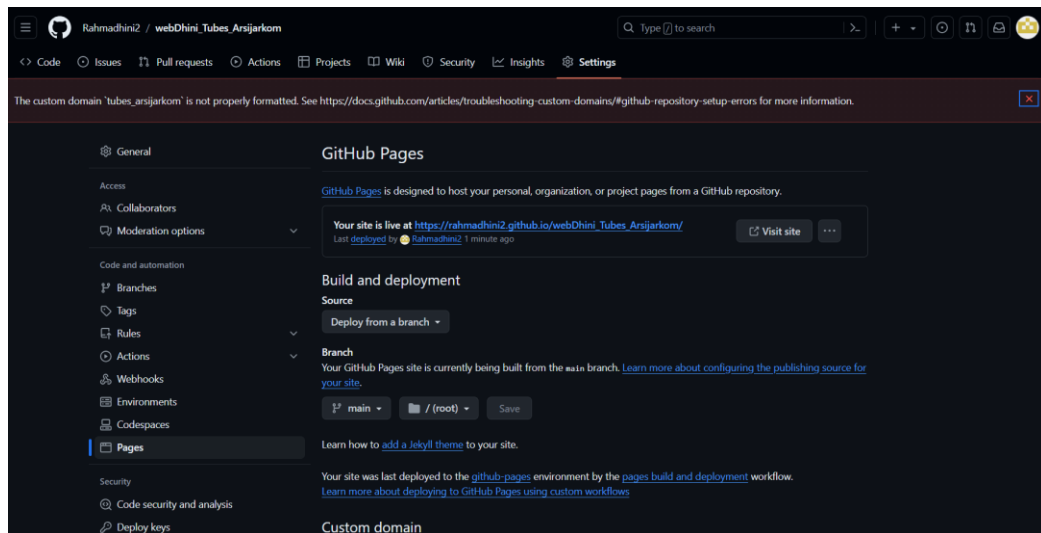 Rahmadhini2 / webDhini_Tubes_Arsijarkom
Type / to search
Code Issues Pull requests Actions Projects Wiki Security Insights Settings
The custom domain `tubes_arsijarkom` is not properly formatted. See https://docs.github.com/articles/troubleshooting-custom-domains/#github-repository-setup-errors for more information.
General
Access
Collaborators
Moderation options
Code and automation
Branches
Tags
Rules
Actions
Webhooks
Environments
Codespaces
Pages
Security
Code security and analysis
Deploy keys
GitHub Pages
GitHub Pages is designed to host your personal, organization, or project pages from a GitHub repository.
Your site is live at https://rahmadhini2.github.io/webDhini_Tubes_Arsijarkom/
Last deployed by Rahmadhini2 1 minute ago
Visit site
Build and deployment
Source
Deploy from a branch
Branch
Your GitHub Pages site is currently being built from the main branch. Learn more about configuring the publishing source for
your site.
main / (root) Save
Learn how to add a Jekyll theme to your site.
Your site was last deployed to the github-pages environment by the pages build and deployment workflow.
Learn more about deploying to GitHub Pages using custom workflows
Custom domain